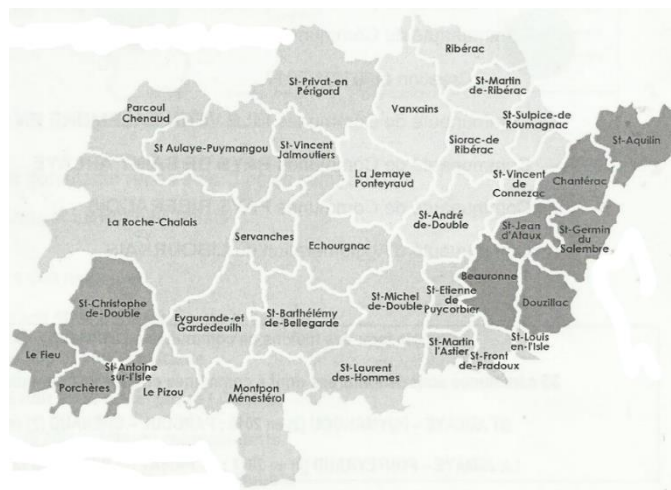 Ribérac
St-Privat-en
Périgord
St-Martin
de-Ribérac
Parcoul
Chenaud
Vanxains
St-Sulpice-de
Roumagnac
St-Aquilin
St Aulaye-Puymangou
St-Vincent
Jalmoutiers
Siorac-de
Ribérac
La Jemaye
Ponteyraud
St-Vincent
de
Connezac
Chantérac
La Roche-Chalais
Servanches
Echourgnac
St-André
de-Double
St-Jean
d'Ataux
St-Germin
du
Salembre
Beauronne
Douzillac
St-Christophe
de-Double
Eygurande-et
Gardedeuilh
St-Barthélémy
de-Bellegarde
St-Michel
de-Double
St-Etienne
de
Puycorbier
St-Louis
en-l'Isle
St-Martin
l'Astier
St-Front
de-Pradoux
Le Fieu
Porchères
St-Antoine
sur-l'Isle
Le Pizou
Montpon
Ménestérol
St-Laurent
des-Hommes